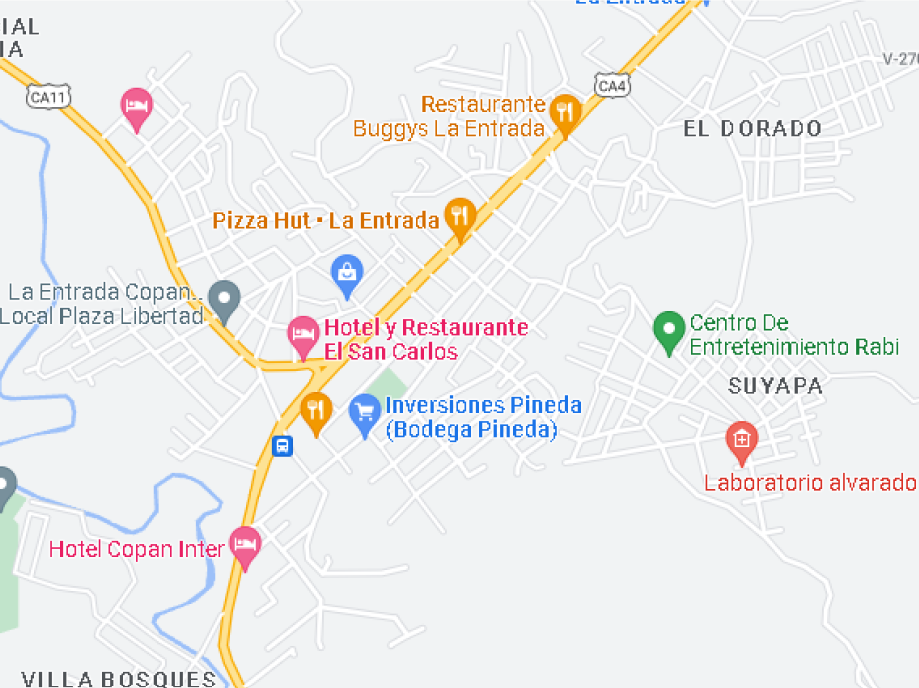 La Entrada
IAL
IA
V-270
CA11
CA4
Restaurante
Buggys La Entrada
EL DORADO
Pizza Hut • La Entrada
La Entrada Copan...
Local Plaza Libertad
Hotel y Restaurante
El San Carlos
Centro De
Entretenimiento Rabi
SUYAPA
Inversiones Pineda
(Bodega Pineda)
Laboratorio alvarado
Hotel Copan Inter
VILLA BOSQUES